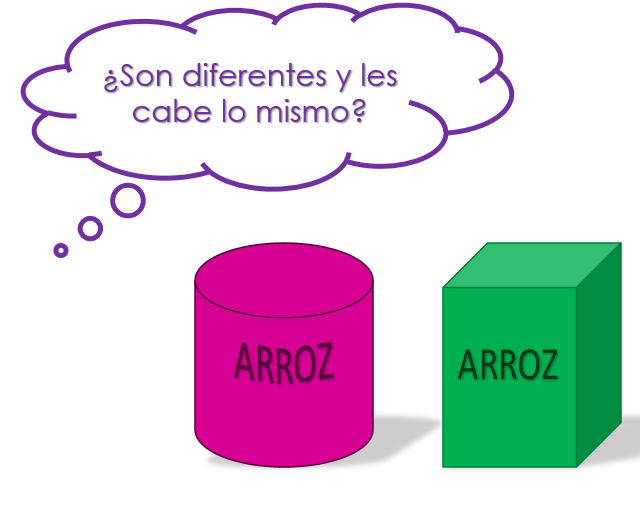 ¿Son diferentes y les
cabe lo mismo?
ARROZ
ARROZ